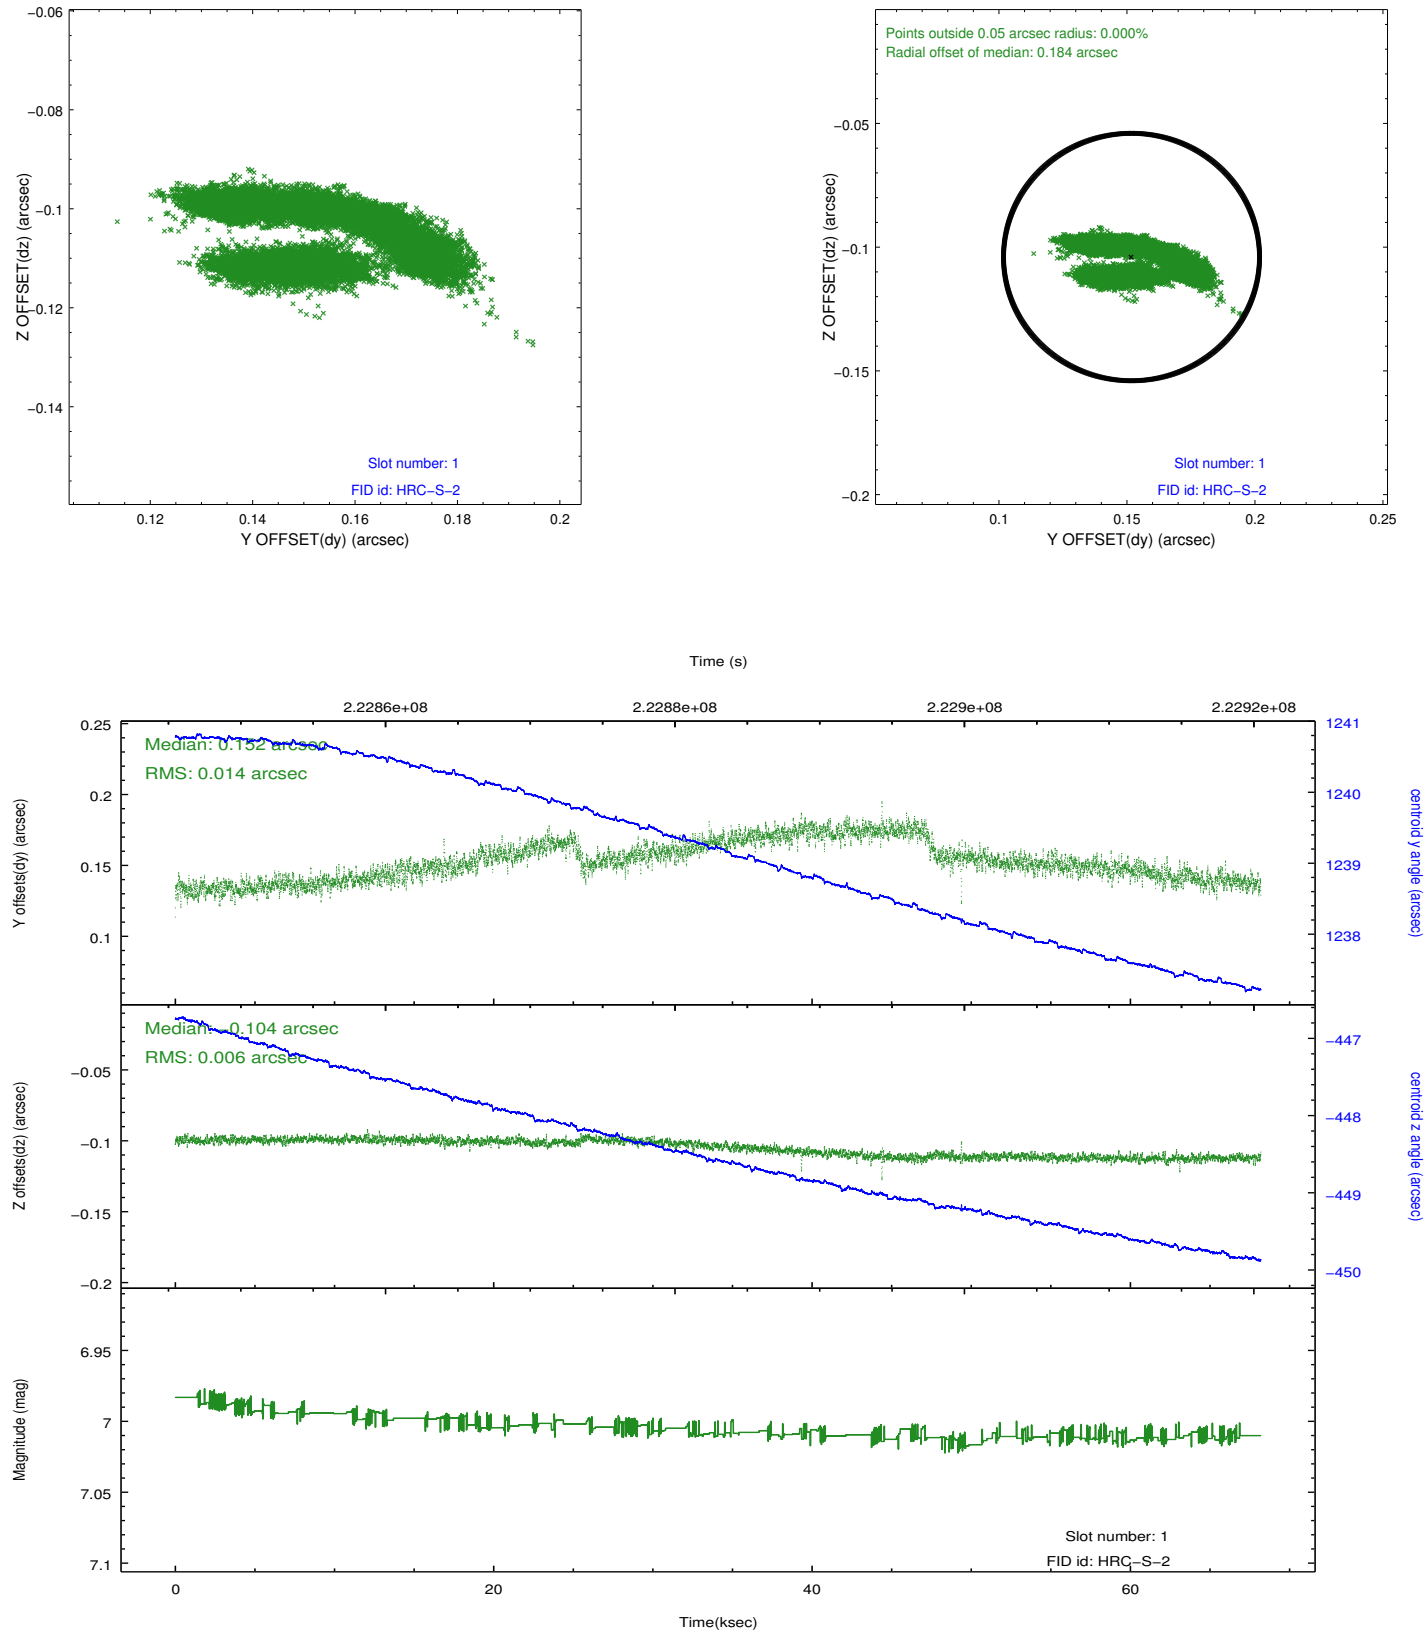 −0.06
−0.08
−0.1
−0.12
−0.14
Z OFFSET(dz) (arcsec)
Slot number: 1
FID id: HRC−S−2
0.12 0.14 0.16 0.18 0.2
Y OFFSET(dy) (arcsec)
Points outside 0.05 arcsec radius: 0.000%
Radial offset of median: 0.184 arcsec
−0.05
−0.1
−0.15
−0.2
Z OFFSET(dz) (arcsec)
Slot number: 1
FID id: HRC−S−2
0.1 0.15 0.2 0.25
Y OFFSET(dy) (arcsec)
Time (s)
2.2286e+08 2.2288e+08 2.229e+08 2.2292e+08
Median: 0.152 arcsec
RMS: 0.014 arcsec
0.25
0.2
0.15
0.1
Y offsets(dy) (arcsec)
1241
1240
1239
1238
centroid y angle (arcsec)
Median: −0.104 arcsec
RMS: 0.006 arcsec
−0.05
−0.1
−0.15
−0.2
Z offsets(dz) (arcsec)
−447
−448
−449
−450
centroid z angle (arcsec)
6.95
7
7.05
7.1
Magnitude (mag)
Slot number: 1
FID id: HRC−S−2
0 20 40 60
Time(ksec)